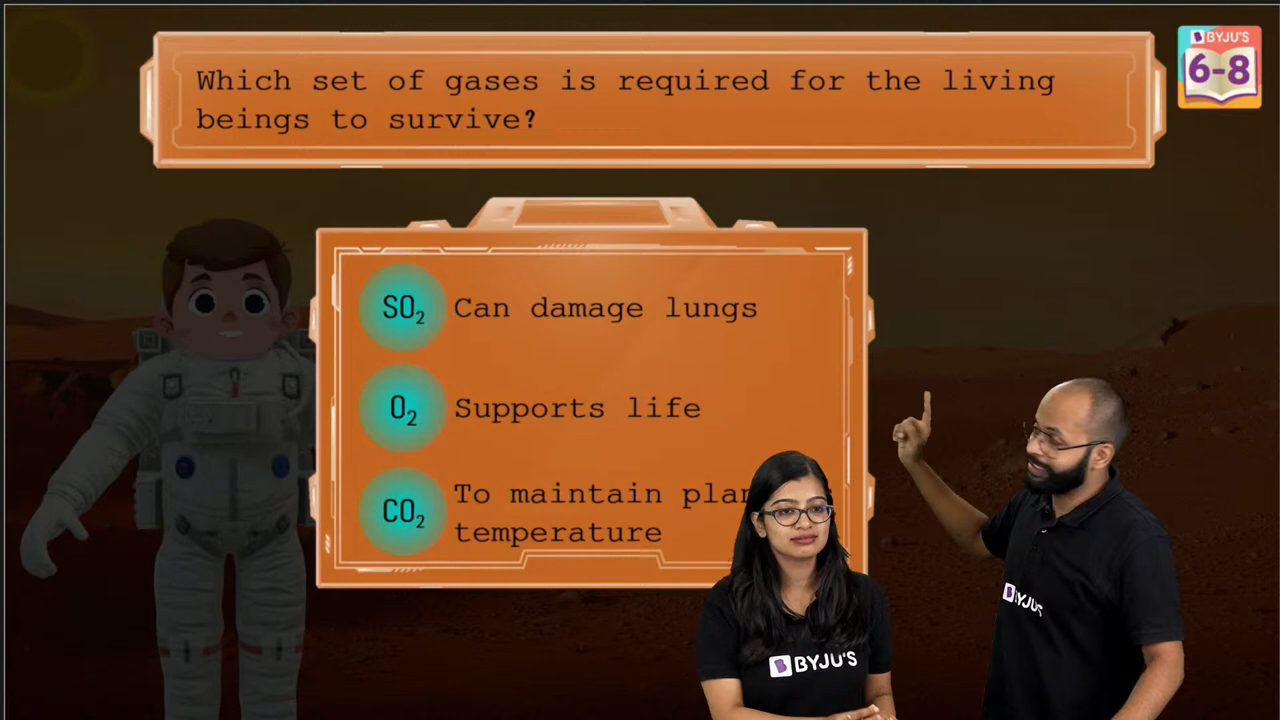 Which set of gases is required for the living
beings to survive?
BYJU'S
6-8
SO₂ Can damage lungs
O₂ Supports life
CO₂ To maintain
temperature
BYJU'S
BYJU'S